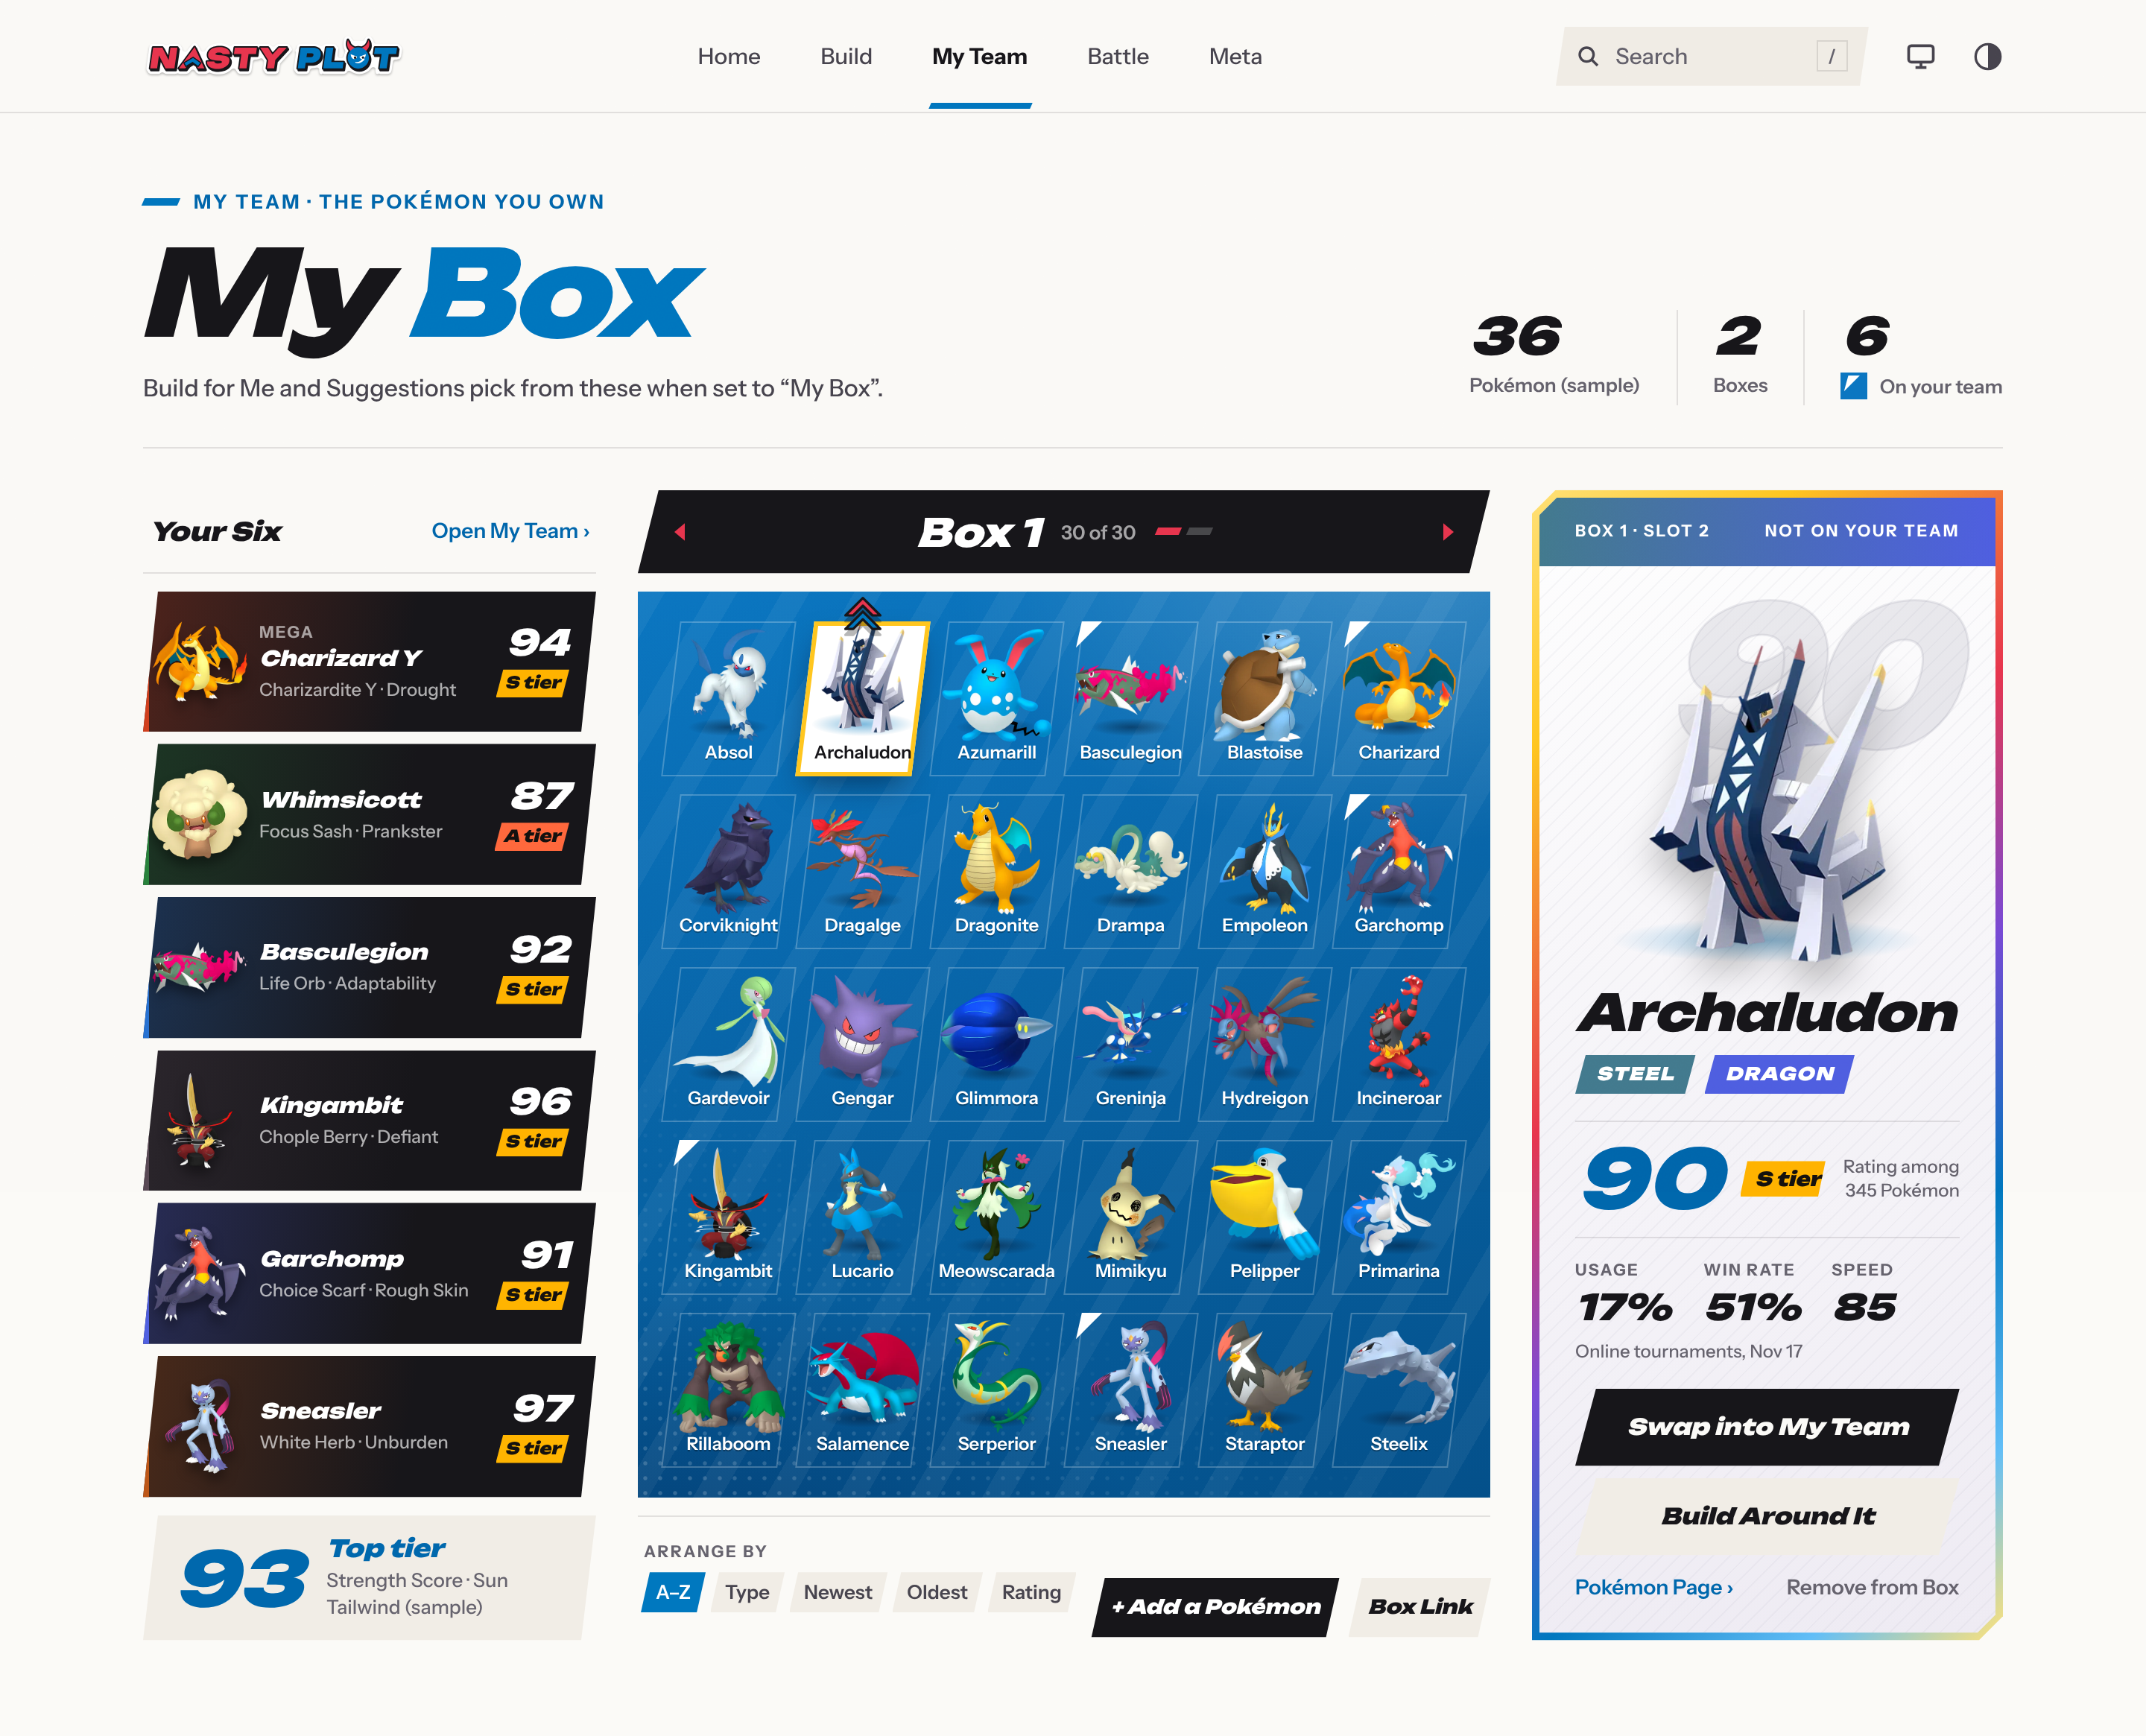 NASTY PLOT
Home
Build
My Team
Battle
Meta
Search
/
MY TEAM · THE POKÉMON YOU OWN
My Box
Build for Me and Suggestions pick from these when set to “My Box”.
36
Pokémon (sample)
2
Boxes
6
On your team
Your Six
Open My Team ›
MEGA
Charizard Y
Charizardite Y · Drought
94
S tier
Whimsicott
Focus Sash · Prankster
87
A tier
Basculegion
Life Orb · Adaptability
92
S tier
Kingambit
Chople Berry · Defiant
96
S tier
Garchomp
Choice Scarf · Rough Skin
91
S tier
Sneasler
White Herb · Unburden
97
S tier
93
Top tier
Strength Score · Sun
Tailwind (sample)
Box 1
30 of 30
Absol
Archaludon
Azumarill
Basculegion
Blastoise
Charizard
Corviknight
Dragalge
Dragonite
Drampa
Empoleon
Garchomp
Gardevoir
Gengar
Glimmora
Greninja
Hydreigon
Incineroar
Kingambit
Lucario
Meowscarada
Mimikyu
Pelipper
Primarina
Rillaboom
Salamence
Serperior
Sneasler
Staraptor
Steelix
ARRANGE BY
A–Z
Type
Newest
Oldest
Rating
+ Add a Pokémon
Box Link
BOX 1 · SLOT 2
NOT ON YOUR TEAM
90
Archaludon
STEEL
DRAGON
90
S tier
Rating among
345 Pokémon
USAGE
WIN RATE
SPEED
17%
51%
85
Online tournaments, Nov 17
Swap into My Team
Build Around It
Pokémon Page ›
Remove from Box